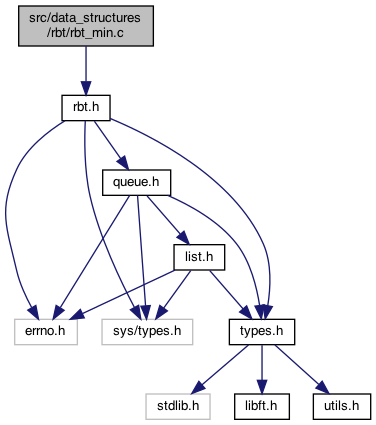 src/data_structures
/rbt/rbt_min.c
rbt.h
queue.h
list.h
errno.h
sys/types.h
types.h
stdlib.h
libft.h
utils.h